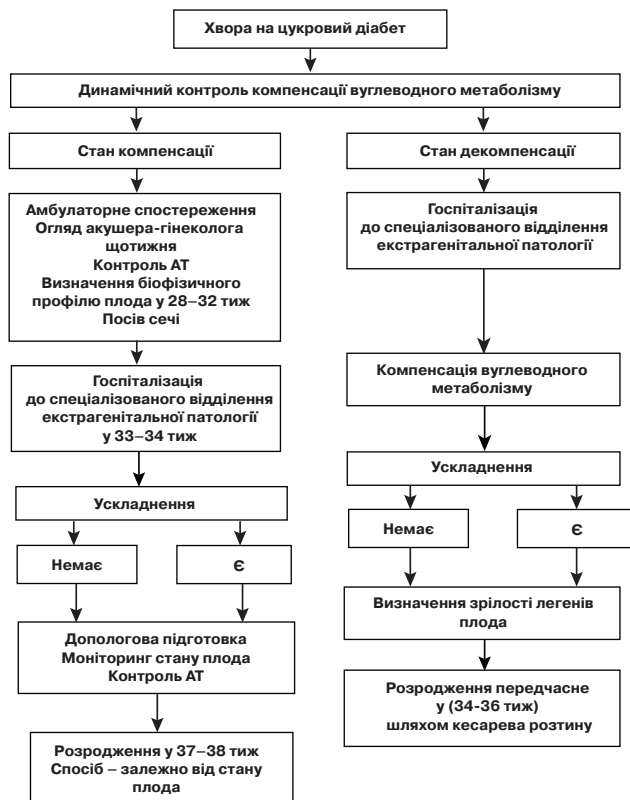 Хвора на цукровий діабет
Динамічний контроль компенсації вуглеводного метаболізму
Стан компенсації
Амбулаторне спостереження
Огляд акушера-гінеколога
щотижня
Контроль АТ
Визначення біофізичного
профілю плода у 28–32 тиж
Посів сечі
Госпіталізація
до спеціалізованого відділення
екстрагенітальної патології
у 33–34 тиж
Ускладнення
Немає
Є
Допологова підготовка
Моніторинг стану плода
Контроль АТ
Розродження у 37–38 тиж
Спосіб – залежно від стану
плода
Стан декомпенсації
Госпіталізація
до спеціалізованого відділення
екстрагенітальної патології
Компенсація вуглеводного
метаболізму
Ускладнення
Немає
Є
Визначення зрілості легенів
плода
Розродження передчасне
у (34-36 тиж)
шляхом кесарева розтину